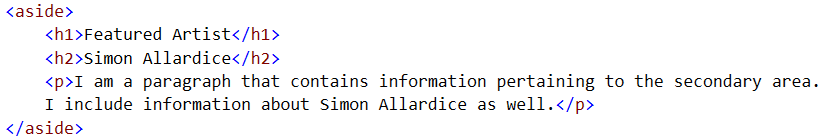 <aside>
<h1>Featured Artist</h1>
<h2>Simon Allardice</h2>
<p>I am a paragraph that contains information pertaining to the secondary area.
I include information about Simon Allardice as well.</p>
</aside>